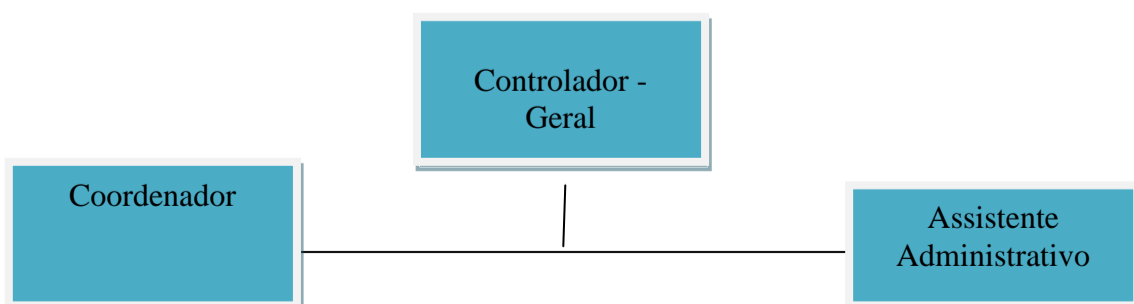 Controlador -
Geral
Coordenador
Assistente
Administrativo